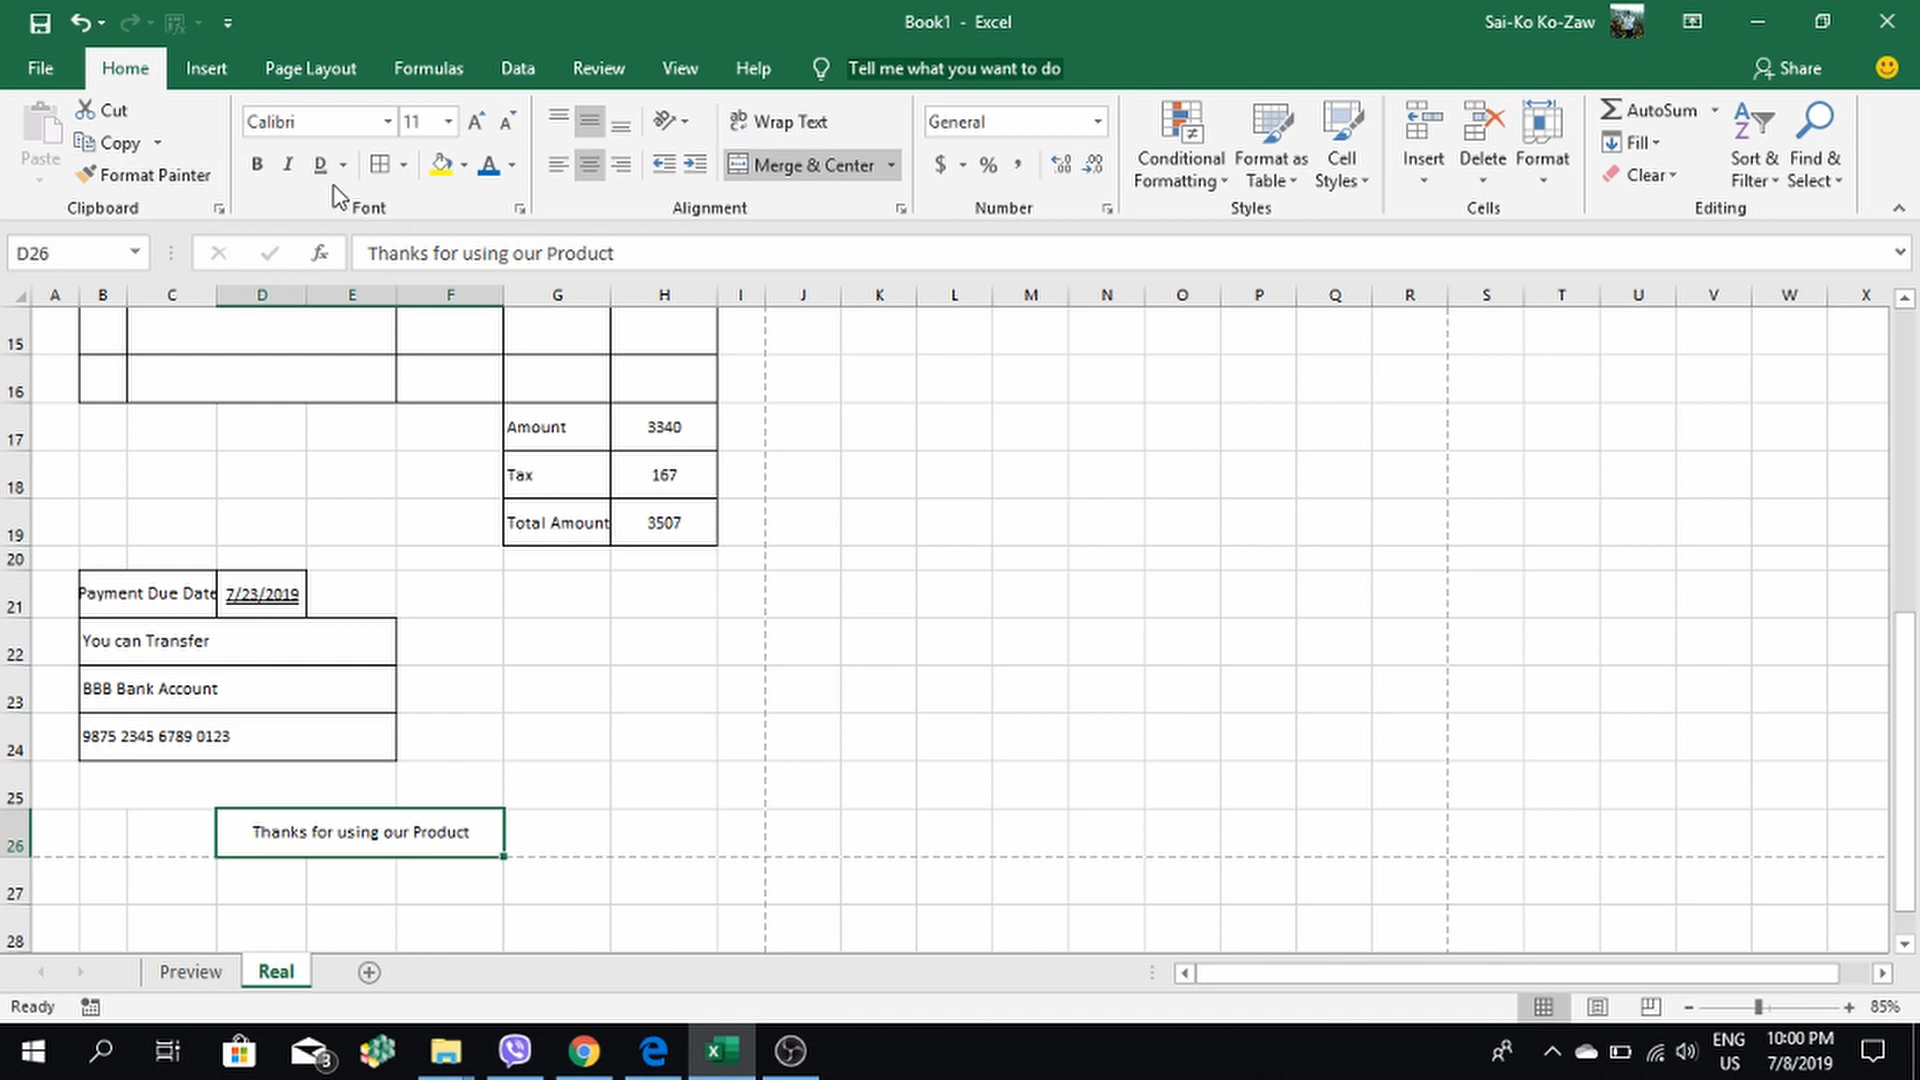 Book1 - Excel
Sai-Ko Ko-Zaw
File Home Insert Page Layout Formulas Data Review View Help Tell me what you want to do Share
Paste Cut
Copy
Format Painter
Clipboard
Calibri 11
B I D A
Font
Wrap Text
Merge & Center
Alignment
General
$ % ,
Number
Conditional Formatting
Format as Table
Cell Styles
Styles
Insert Delete Format
Cells
AutoSum
Fill
Clear
Sort & Filter
Find & Select
Editing
D26 fx Thanks for using our Product
A B C D E F G H I J K L M N O P Q R S T U V W X
15
16
17 Amount 3340
18 Tax 167
19 Total Amount 3507
20
21 Payment Due Date 7/23/2019
22 You can Transfer
23 BBB Bank Account
24 9875 2345 6789 0123
25
26 Thanks for using our Product
27
28
Preview Real
Ready 85%
3 ENG 10:00 PM
US 7/8/2019